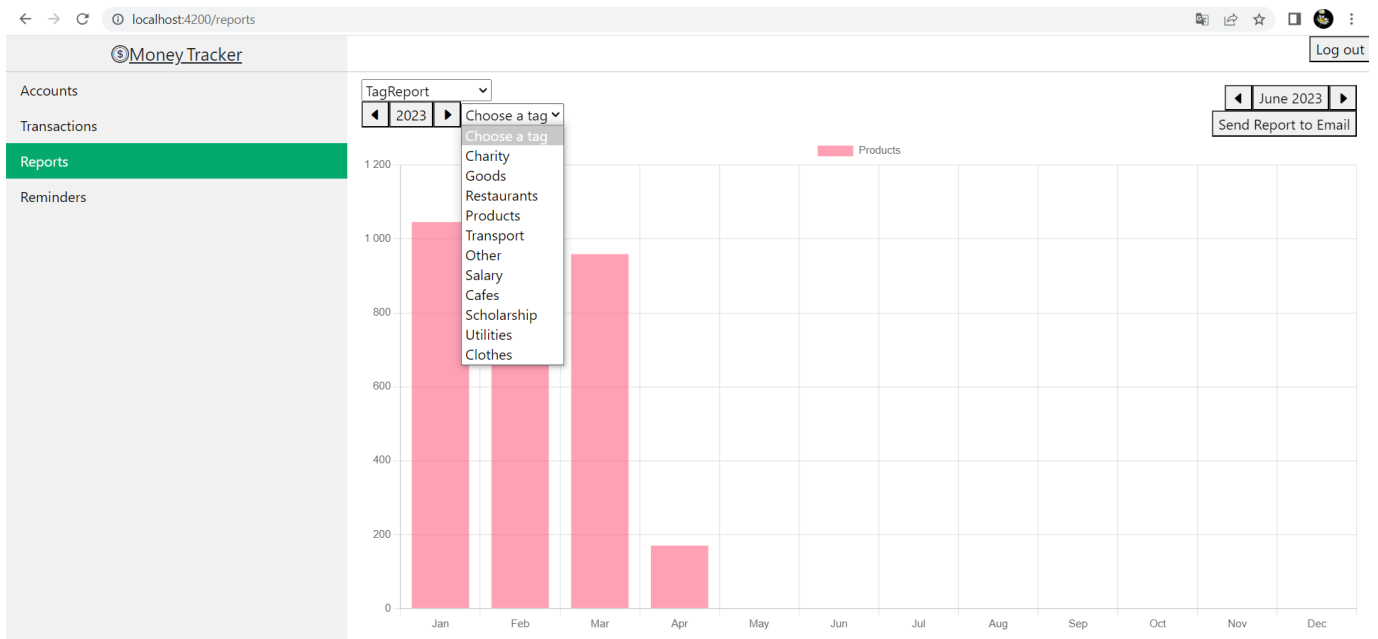 localhost:4200/reports
Money Tracker
Log out
Accounts
Transactions
Reports
Reminders
TagReport
2023
Choose a tag
June 2023
Send Report to Email
Choose a tag
Charity
Goods
Restaurants
Products
Transport
Other
Salary
Cafes
Scholarship
Utilities
Clothes
Products
1 200
1 000
800
600
400
200
0
Jan Feb Mar Apr May Jun Jul Aug Sep Oct Nov Dec